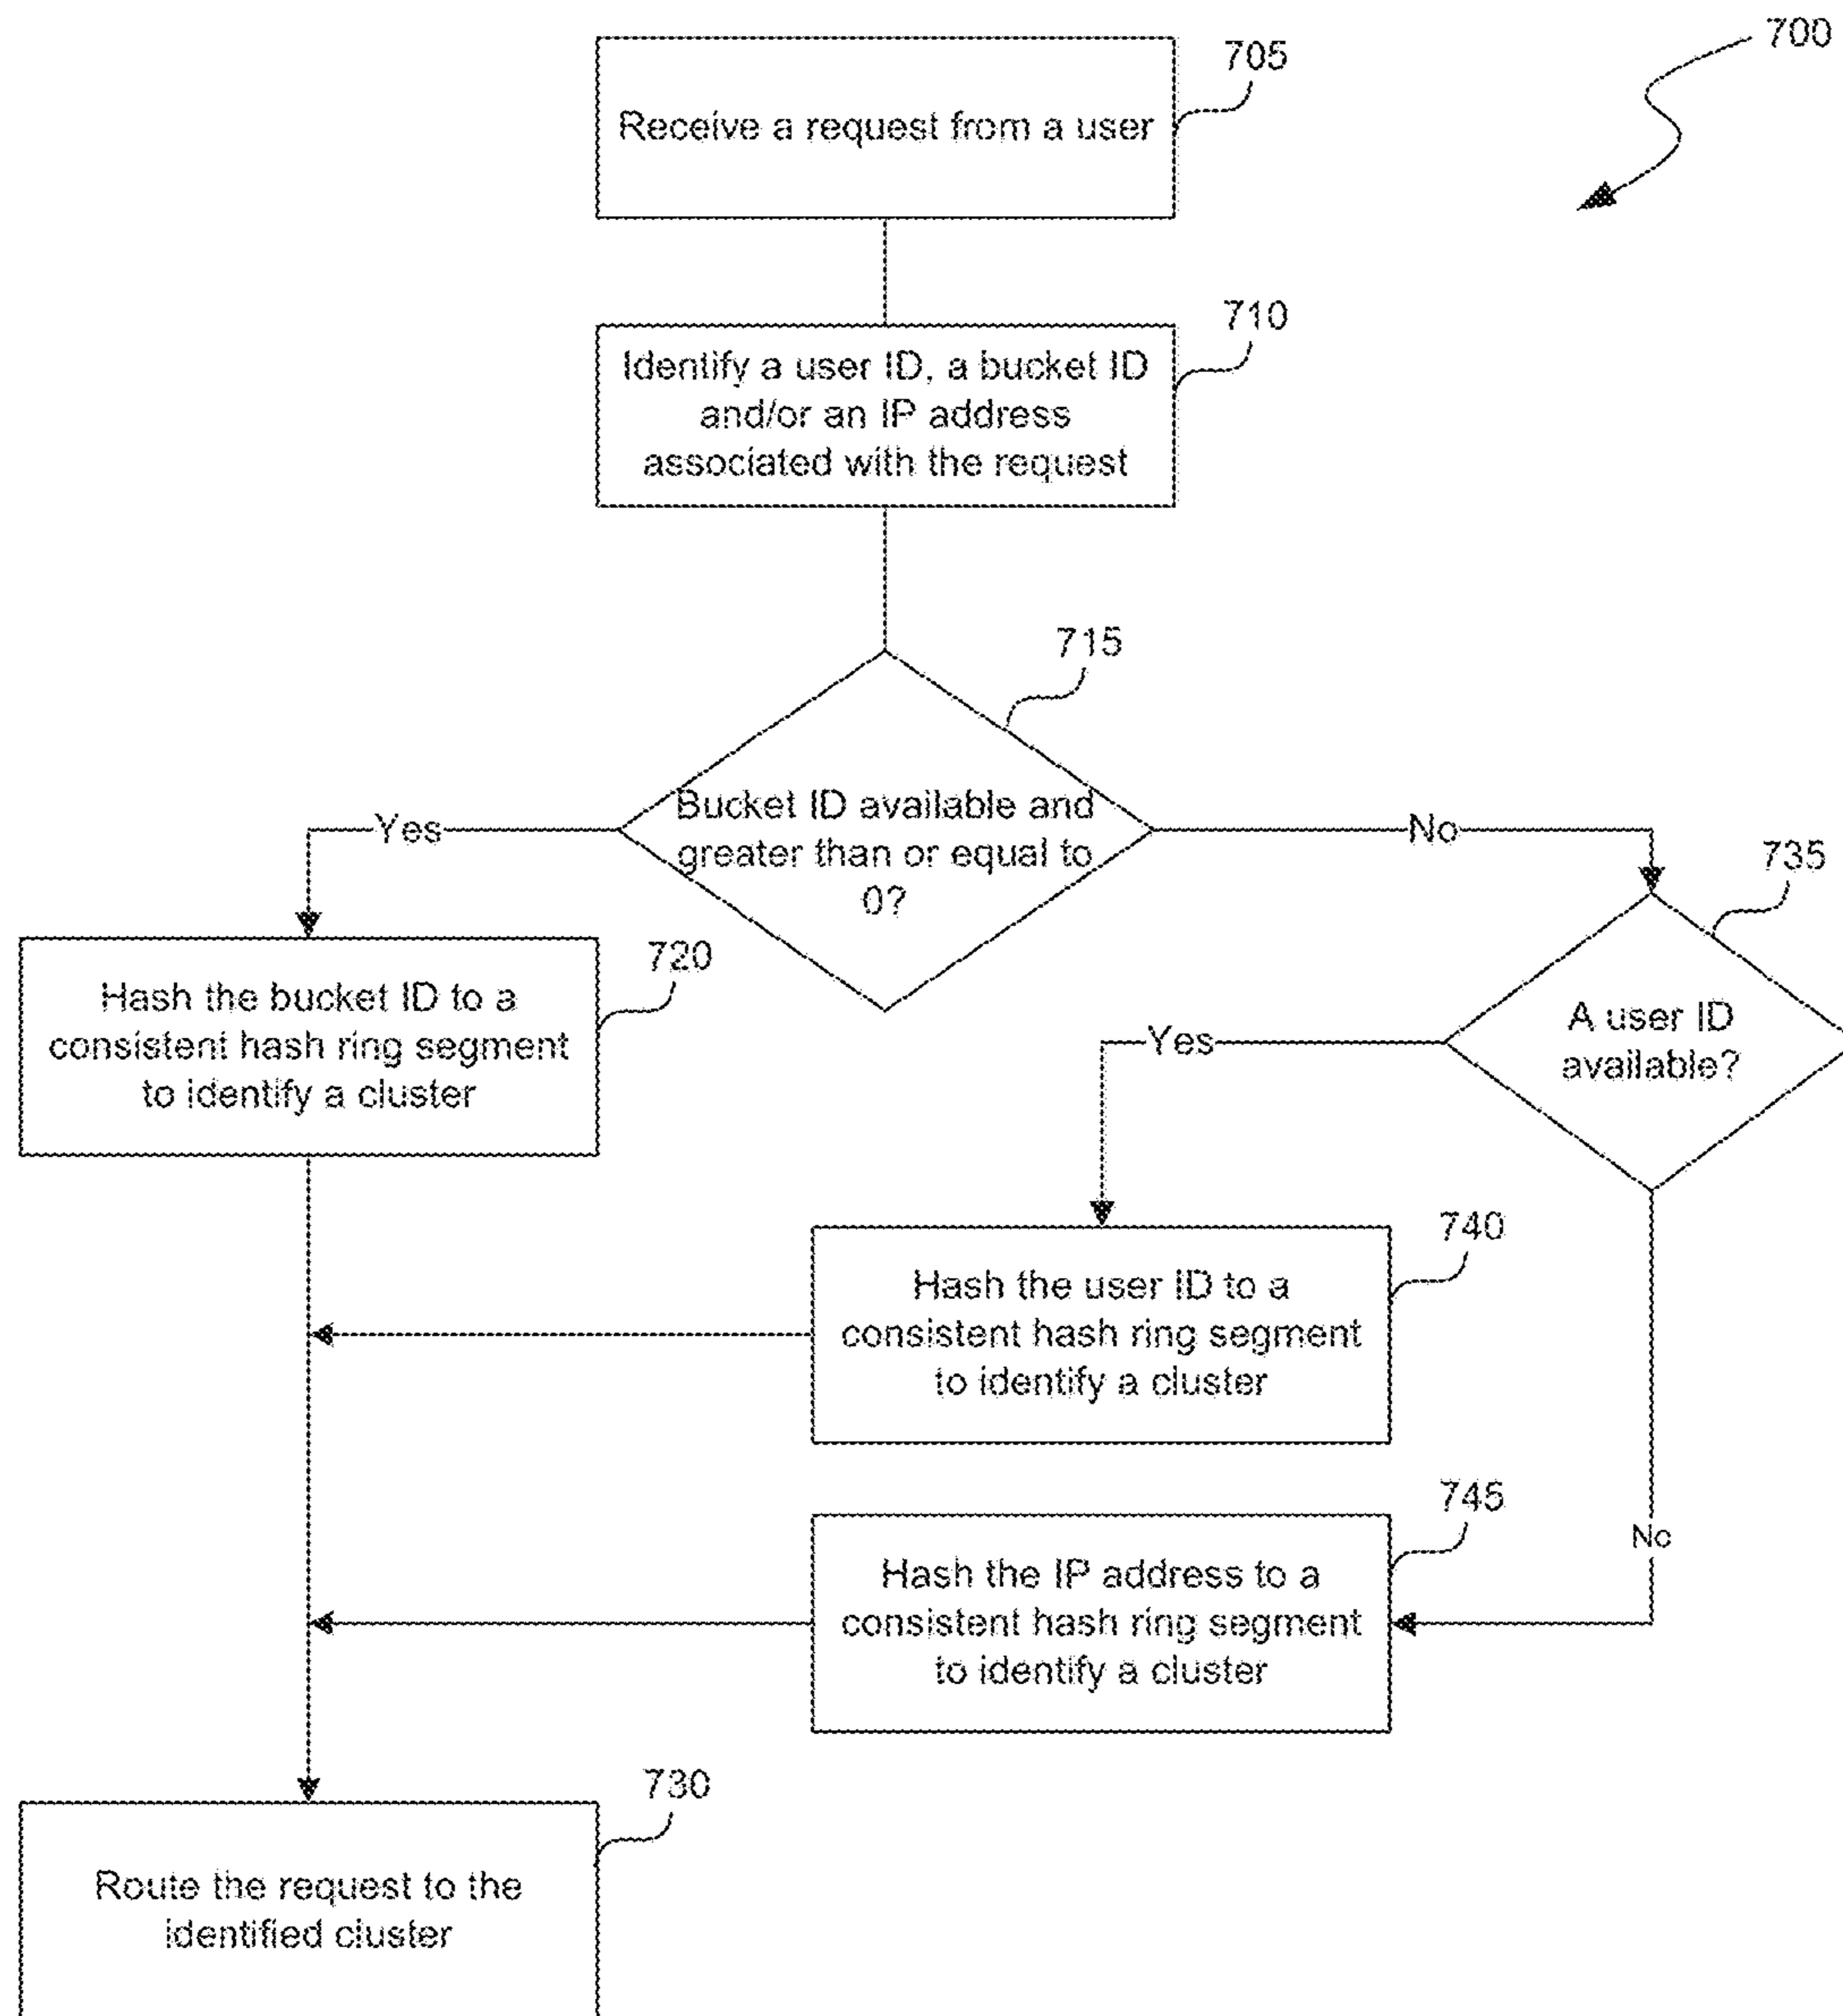 700
705
Receive a request from a user
710
Identify a user ID, a bucket ID
and/or an IP address
associated with the request
715
Bucket ID available and
greater than or equal to
0?
Yes
No
735
720
Hash the bucket ID to a
consistent hash ring segment
to identify a cluster
A user ID
available?
Yes
740
Hash the user ID to a
consistent hash ring segment
to identify a cluster
745
No
Hash the IP address to a
consistent hash ring segment
to identify a cluster
730
Route the request to the
identified cluster